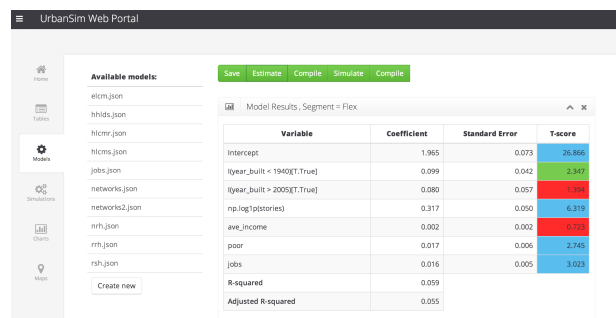 UrbanSim Web Portal
Home
Tables
Models
Simulations
Charts
Maps
Available models:
elcm.json
hhlds.json
hlcmr.json
hlcms.json
jobs.json
networks.json
networks2.json
nrh.json
rrh.json
rsh.json
Create new
Save Estimate Compile Simulate Compile
Model Results , Segment = Flex
Variable Coefficient Standard Error T-score
Intercept 1.965 0.073 26.866
I(year_built < 1940)[T.True] 0.099 0.042 2.347
I(year_built > 2005)[T.True] 0.080 0.057 1.394
np.log1p(stories) 0.317 0.050 6.319
ave_income 0.002 0.002 0.723
poor 0.017 0.006 2.745
jobs 0.016 0.005 3.023
R-squared 0.059
Adjusted R-squared 0.055